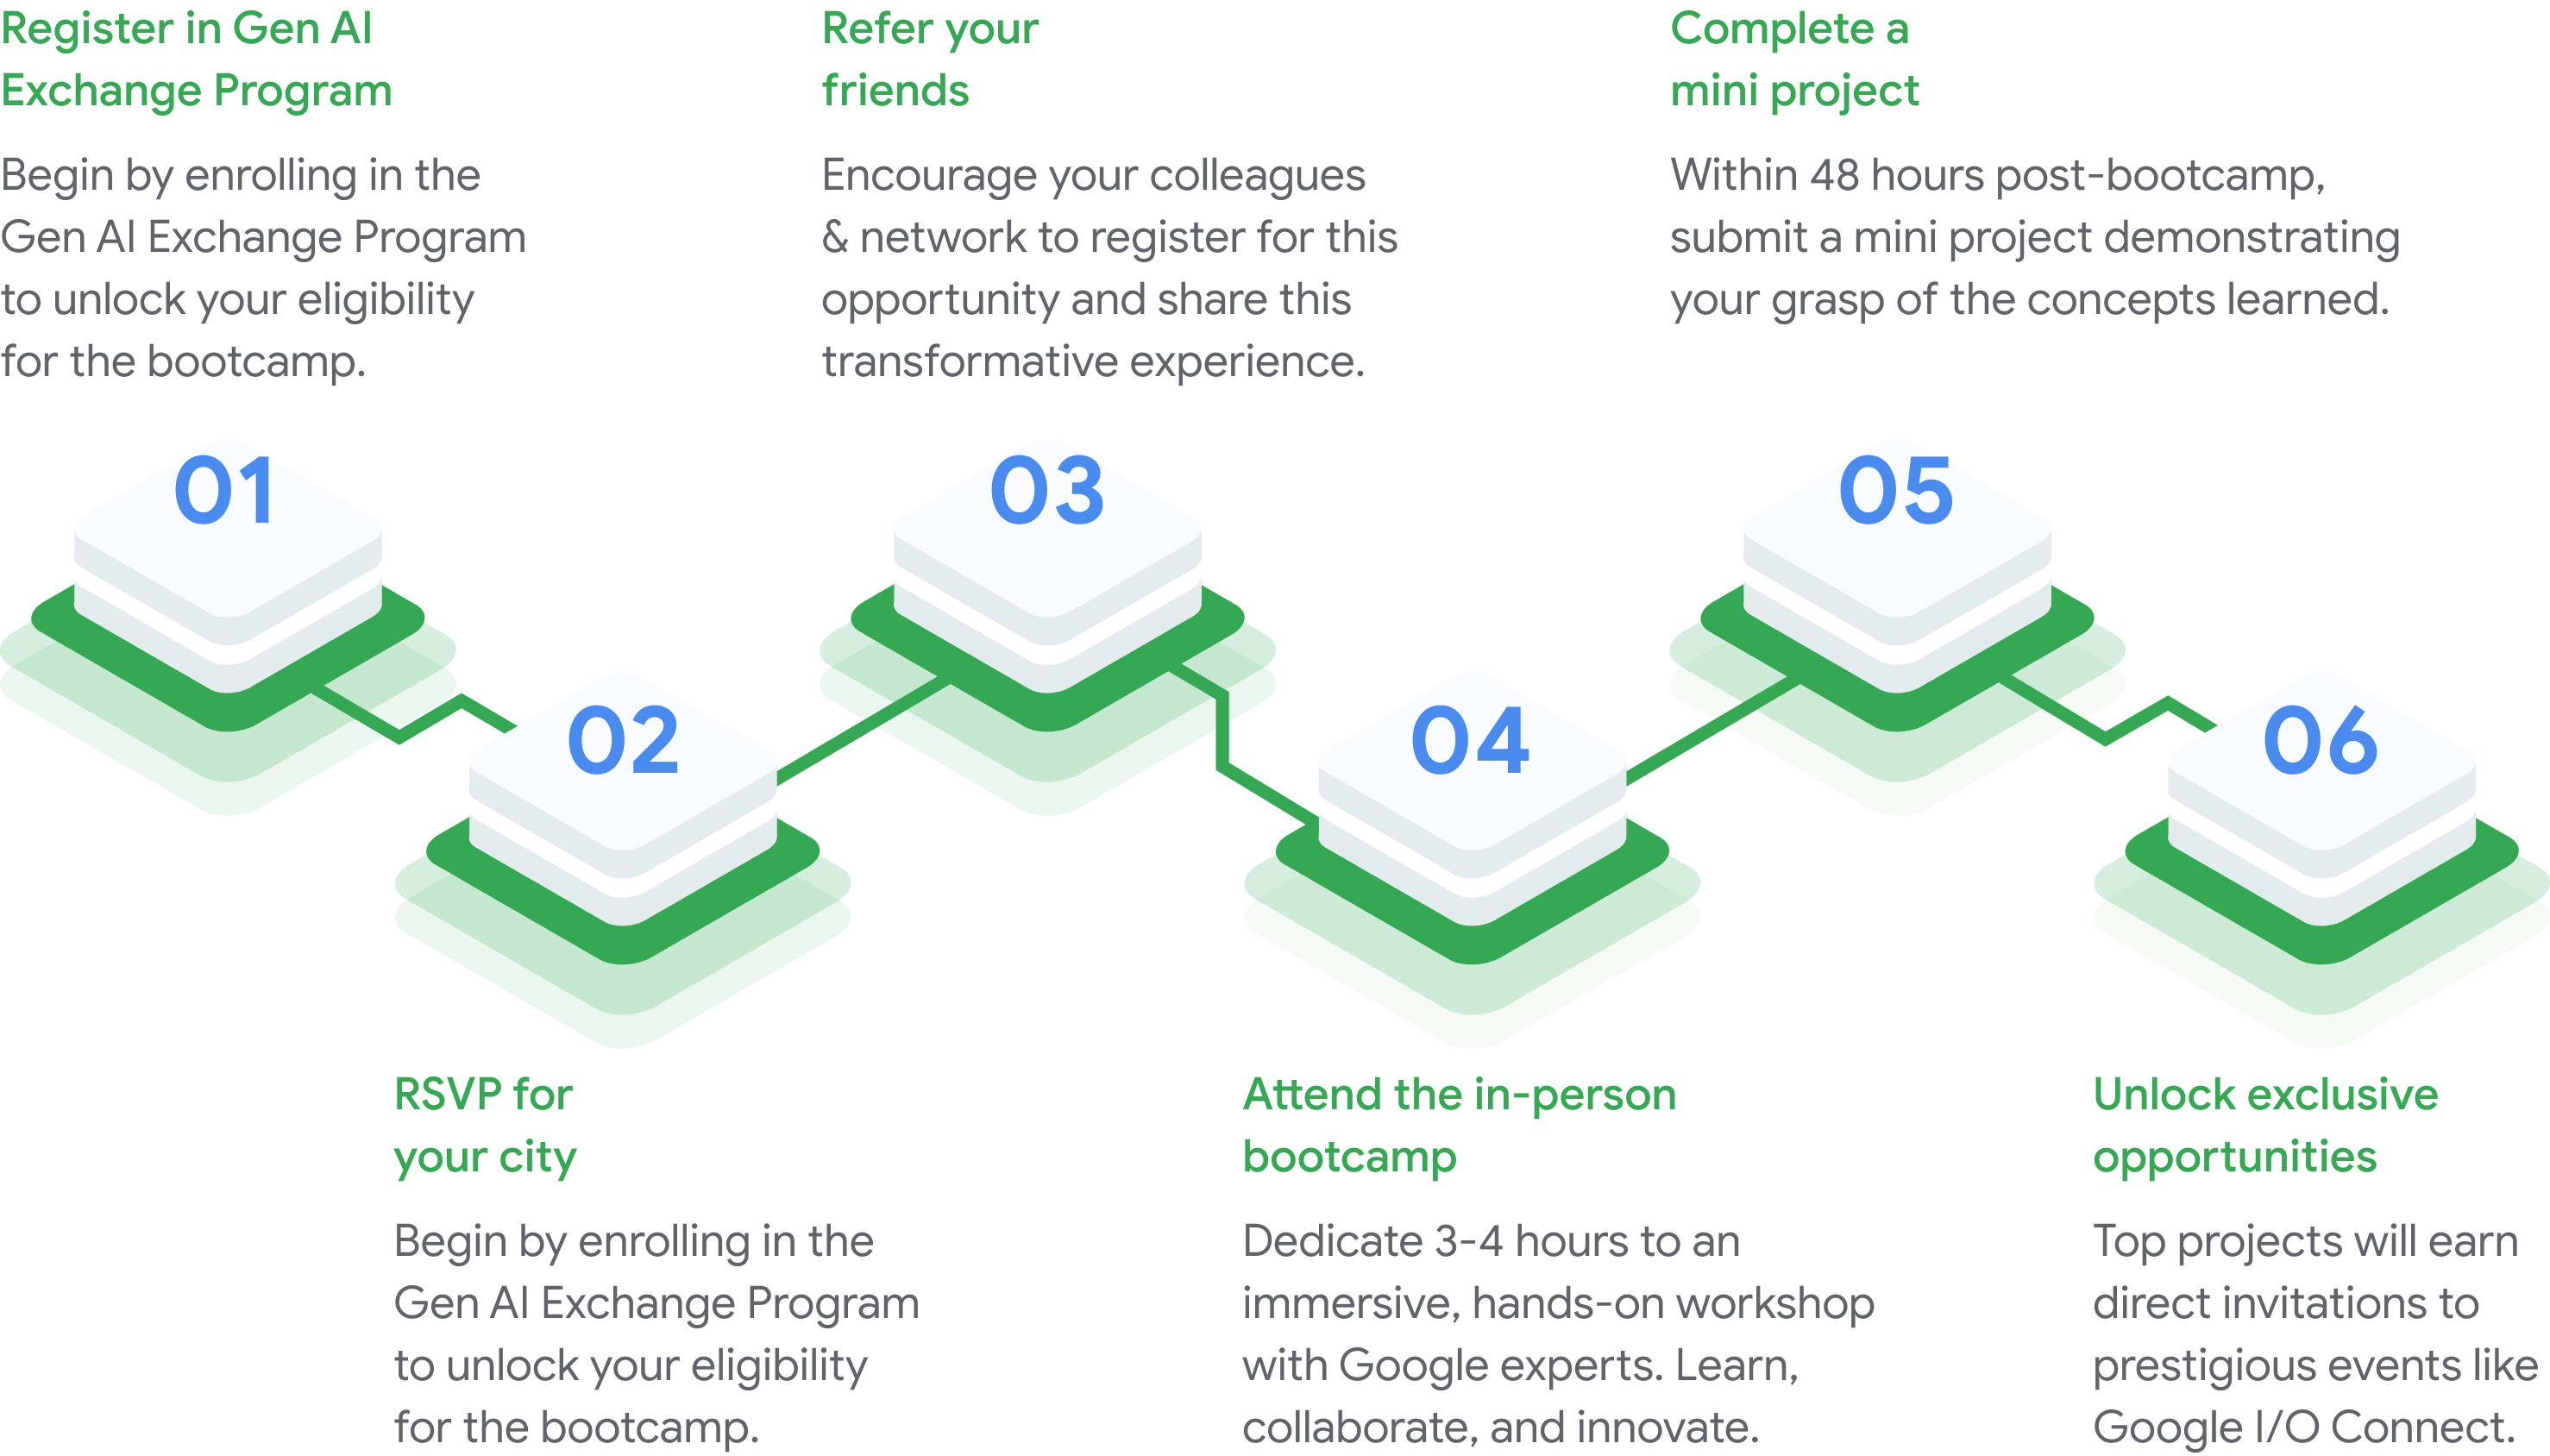 Register in Gen AI
Exchange Program
Begin by enrolling in the
Gen AI Exchange Program
to unlock your eligibility
for the bootcamp.
01
RSVP for
your city
Begin by enrolling in the
Gen AI Exchange Program
to unlock your eligibility
for the bootcamp.
02
Refer your
friends
Encourage your colleagues
& network to register for this
opportunity and share this
transformative experience.
03
Attend the in-person
bootcamp
Dedicate 3-4 hours to an
immersive, hands-on workshop
with Google experts. Learn,
collaborate, and innovate.
04
Complete a
mini project
Within 48 hours post-bootcamp,
submit a mini project demonstrating
your grasp of the concepts learned.
05
Unlock exclusive
opportunities
Top projects will earn
direct invitations to
prestigious events like
Google I/O Connect.
06